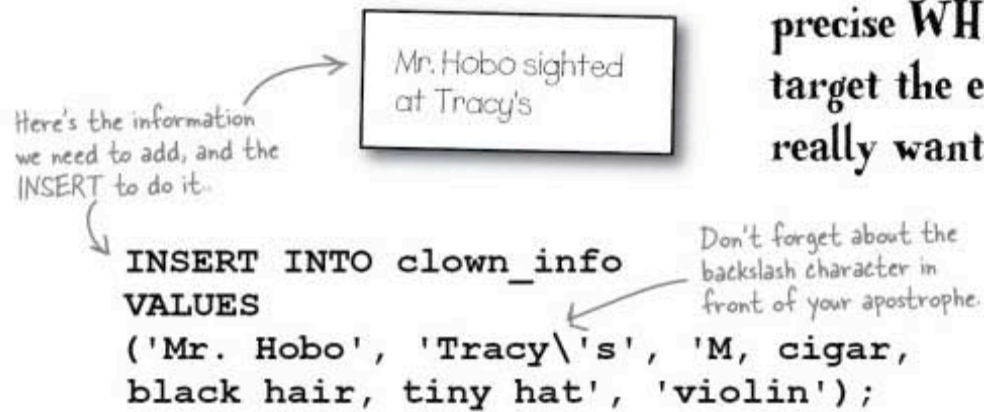 precise WH
target the e
really want
Mr. Hobo sighted
at Tracy's
Here's the information
we need to add, and the
INSERT to do it.
Don't forget about the
backslash character in
front of your apostrophe.
INSERT INTO clown_info
VALUES
('Mr. Hobo', 'Tracy\'s', 'M, cigar,
black hair, tiny hat', 'violin');